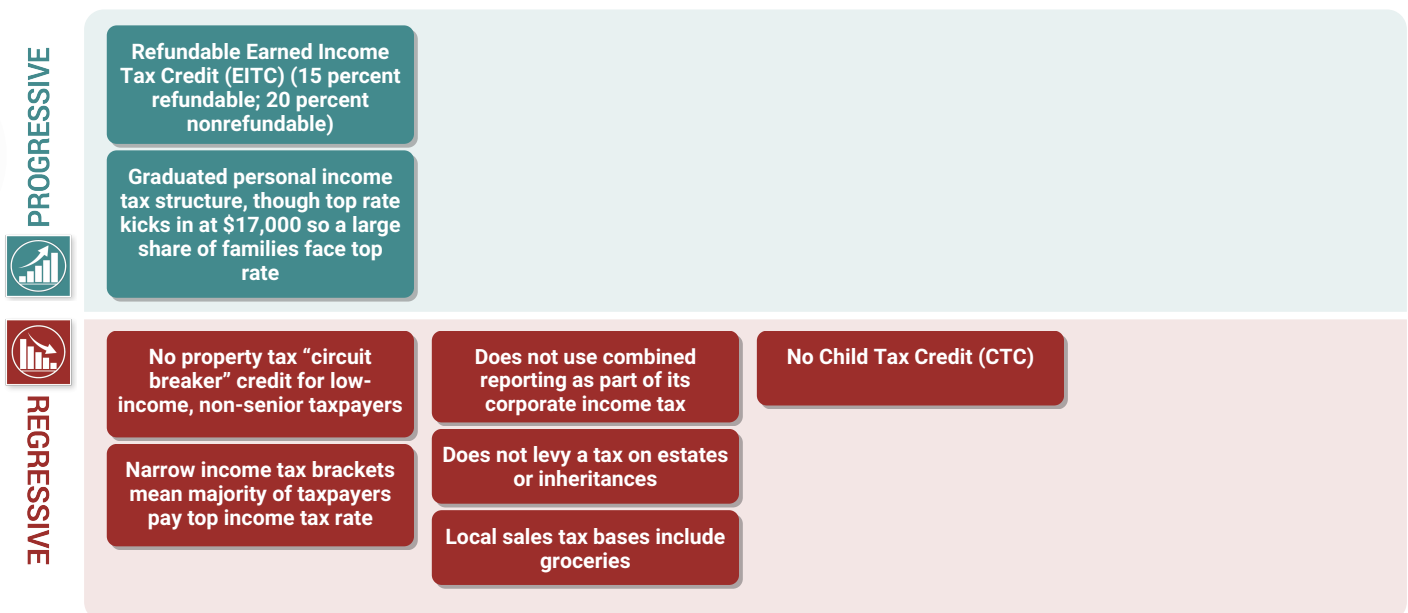 PROGRESSIVE
Refundable Earned Income
Tax Credit (EITC) (15 percent
refundable; 20 percent
nonrefundable)
Graduated personal income
tax structure, though top rate
kicks in at $17,000 so a large
share of families face top
rate
REGRESSIVE
No property tax “circuit
breaker” credit for low-
income, non-senior taxpayers
Narrow income tax brackets
mean majority of taxpayers
pay top income tax rate
Does not use combined
reporting as part of its
corporate income tax
Does not levy a tax on estates
or inheritances
Local sales tax bases include
groceries
No Child Tax Credit (CTC)